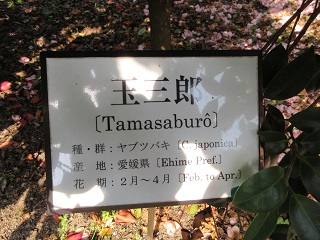 玉三郎
〔Tamasaburô〕
種・群：ヤブツバキ〔C. japonica〕
産　地：愛媛県〔Ehime Pref.〕
花　期：２月～４月〔Feb. to Apr.〕